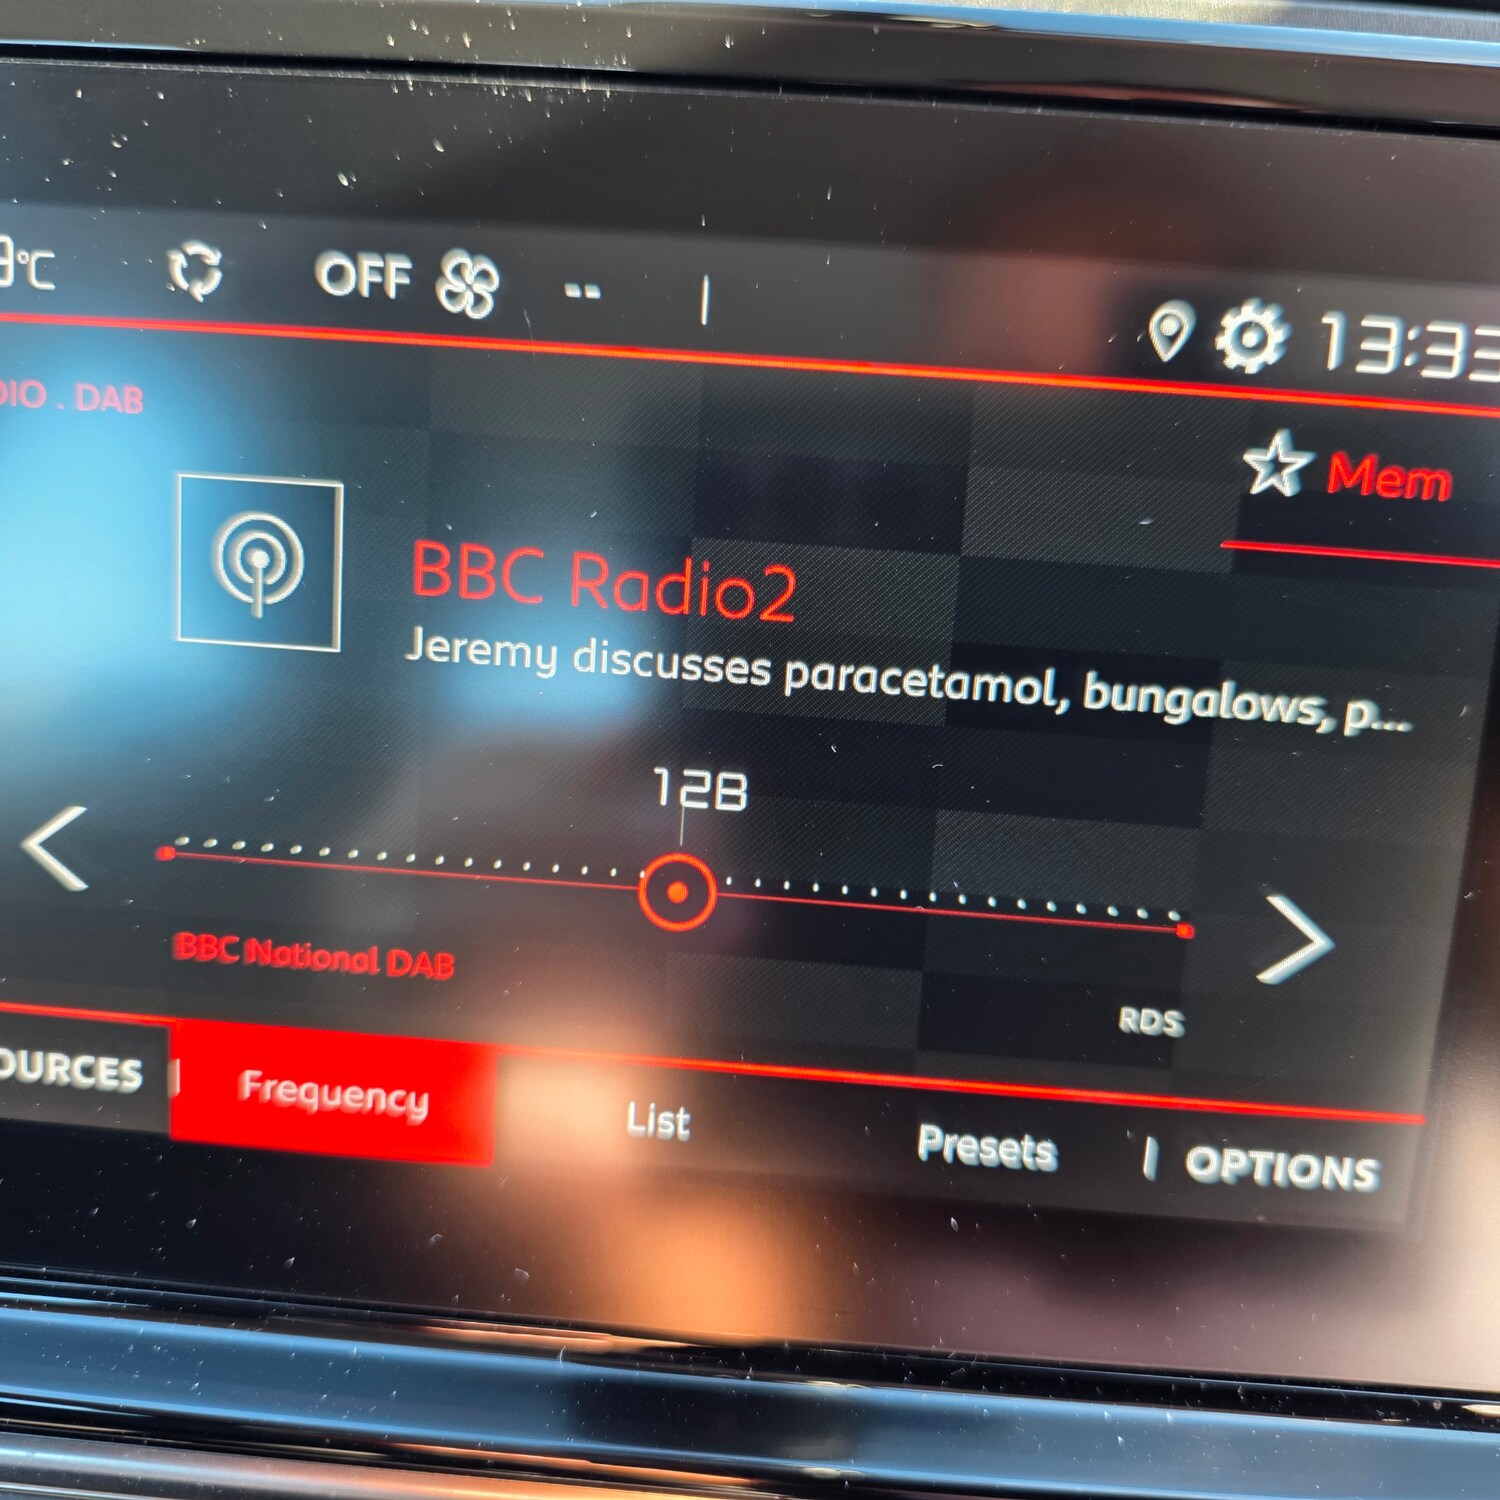 °C OFF -- 13:33
DAB
Mem
BBC Radio2
Jeremy discusses paracetamol, bungalows, p...
12B
BBC National DAB
RDS
Frequency List Presets OPTIONS